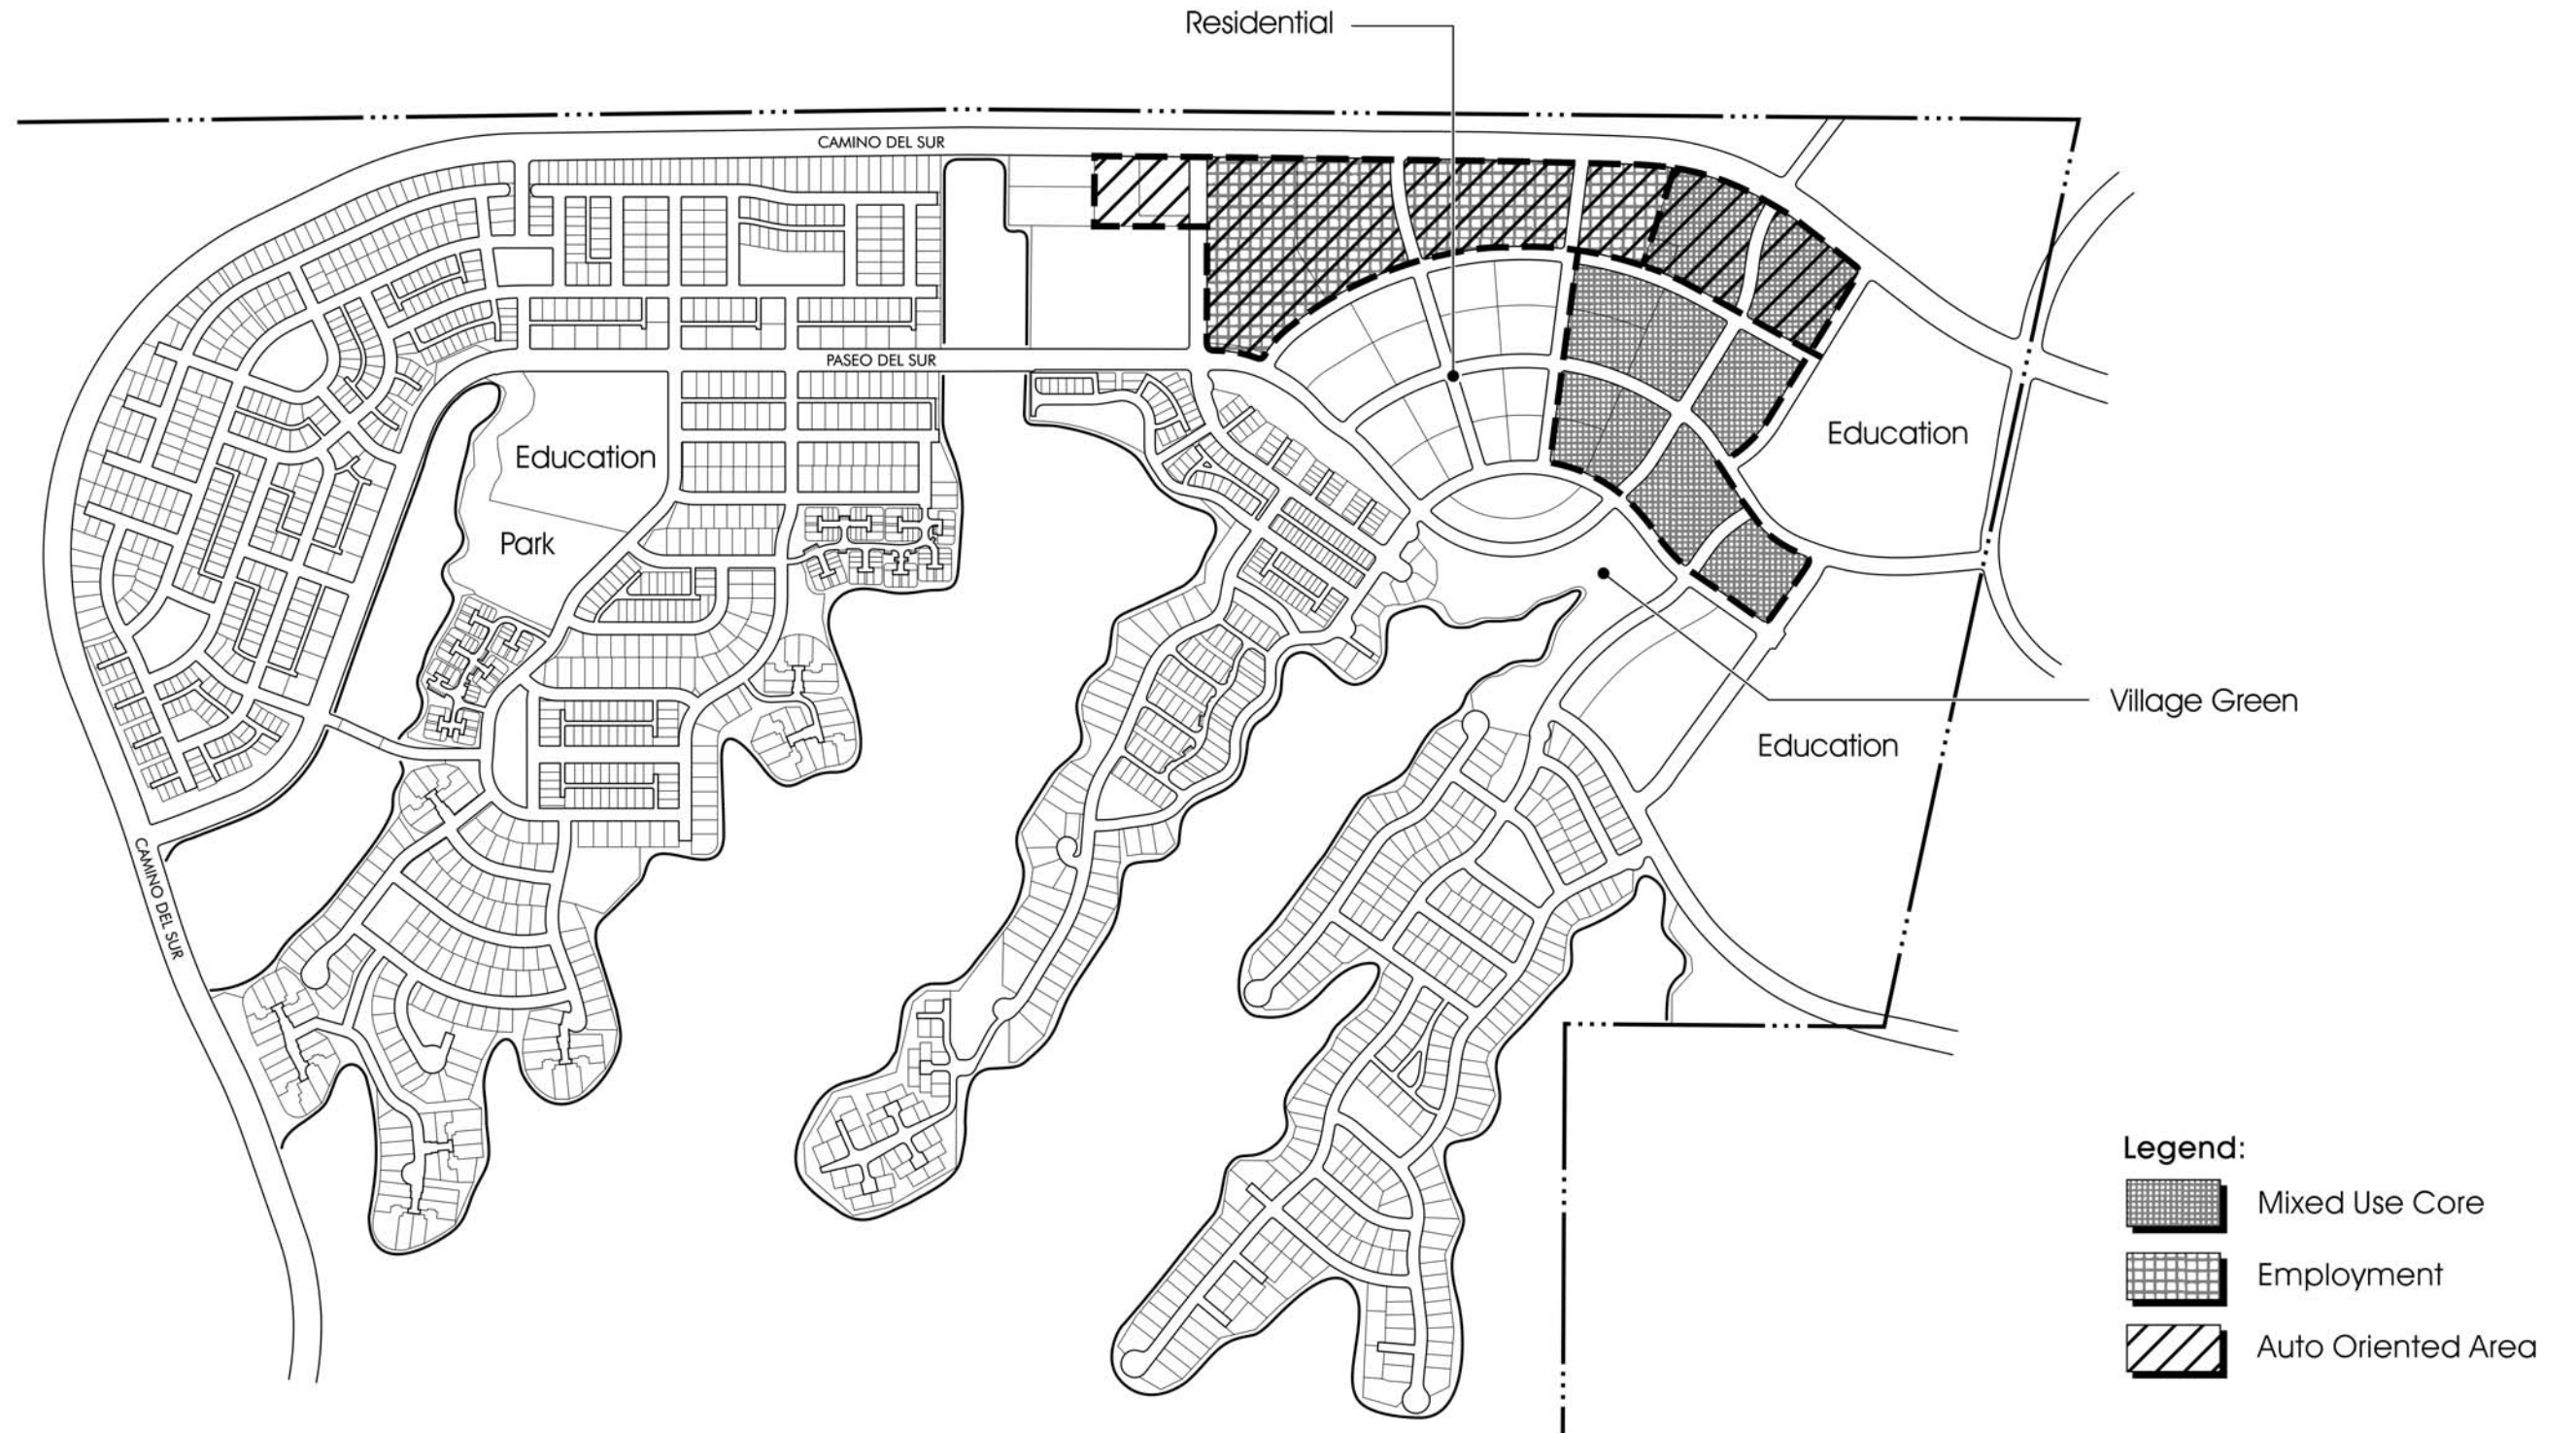 Residential
CAMINO DEL SUR
PASEO DEL SUR
Education
Education
Park
Village Green
Education
CAMINO DEL SUR
Legend:
Mixed Use Core
Employment
Auto Oriented Area